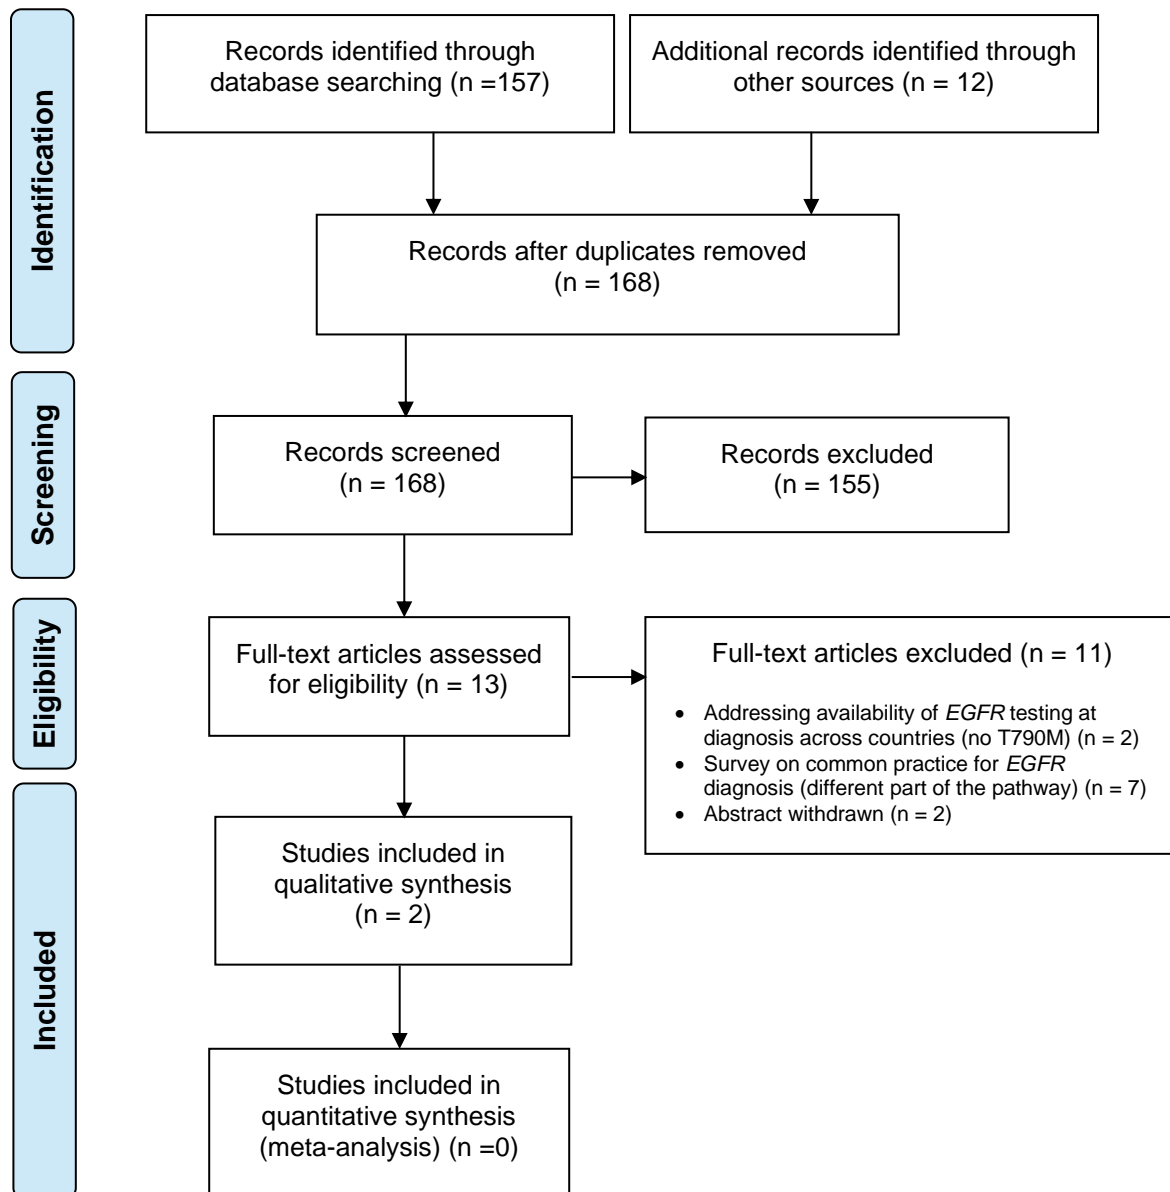 Identification
Records identified through
database searching (n =157)
Additional records identified through
other sources (n = 12)
Records after duplicates removed
(n = 168)
Screening
Records screened
(n = 168)
Records excluded
(n = 155)
Eligibility
Full-text articles assessed
for eligibility (n = 13)
Full-text articles excluded (n = 11)
• Addressing availability of EGFR testing at
diagnosis across countries (no T790M) (n = 2)
• Survey on common practice for EGFR
diagnosis (different part of the pathway) (n = 7)
• Abstract withdrawn (n = 2)
Included
Studies included in
qualitative synthesis
(n = 2)
Studies included in
quantitative synthesis
(meta-analysis) (n =0)